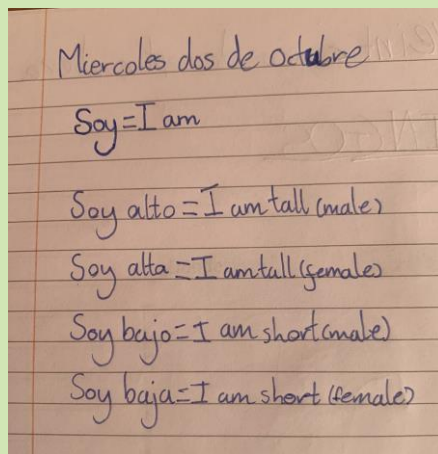 Miercoles dos de octubre
Soy=I am
Soy alto=I am tall (male)
Soy alta=I am tall (female)
Soy bajo=I am short (male)
Soy baja=I am short (female)